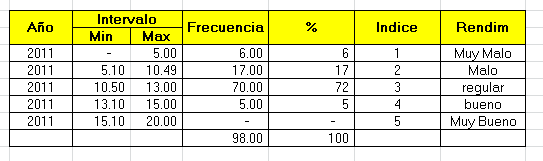 Año Intervalo Frecuencia % Indice Rendim
Min Max
2011 - 5.00 6.00 6 1 Muy Malo
2011 5.10 10.49 17.00 17 2 Malo
2011 10.50 13.00 70.00 72 3 regular
2011 13.10 15.00 5.00 5 4 bueno
2011 15.10 20.00 - - 5 Muy Bueno
98.00 100